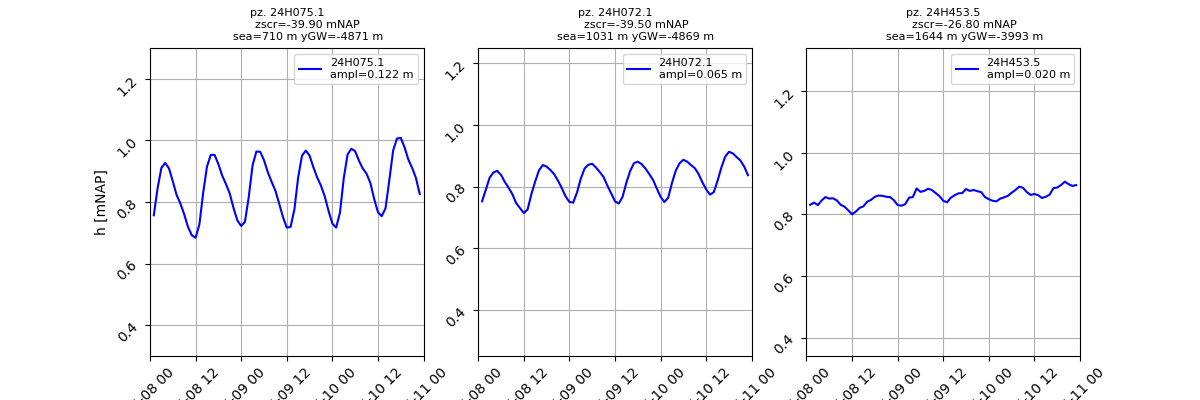 pz. 24H075.1
zscr=-39.90 mNAP
sea=710 m yGW=-4871 m
24H075.1
ampl=0.122 m
h [mNAP]
1.2
1.0
0.8
0.6
0.4
-08 00
-08 12
-09 00
-09 12
-10 00
-10 12
-11 00
pz. 24H072.1
zscr=-39.50 mNAP
sea=1031 m yGW=-4869 m
24H072.1
ampl=0.065 m
1.2
1.0
0.8
0.6
0.4
-08 00
-08 12
-09 00
-09 12
-10 00
-10 12
-11 00
pz. 24H453.5
zscr=-26.80 mNAP
sea=1644 m yGW=-3993 m
24H453.5
ampl=0.020 m
1.2
1.0
0.8
0.6
0.4
-08 00
-08 12
-09 00
-09 12
-10 00
-10 12
-11 00